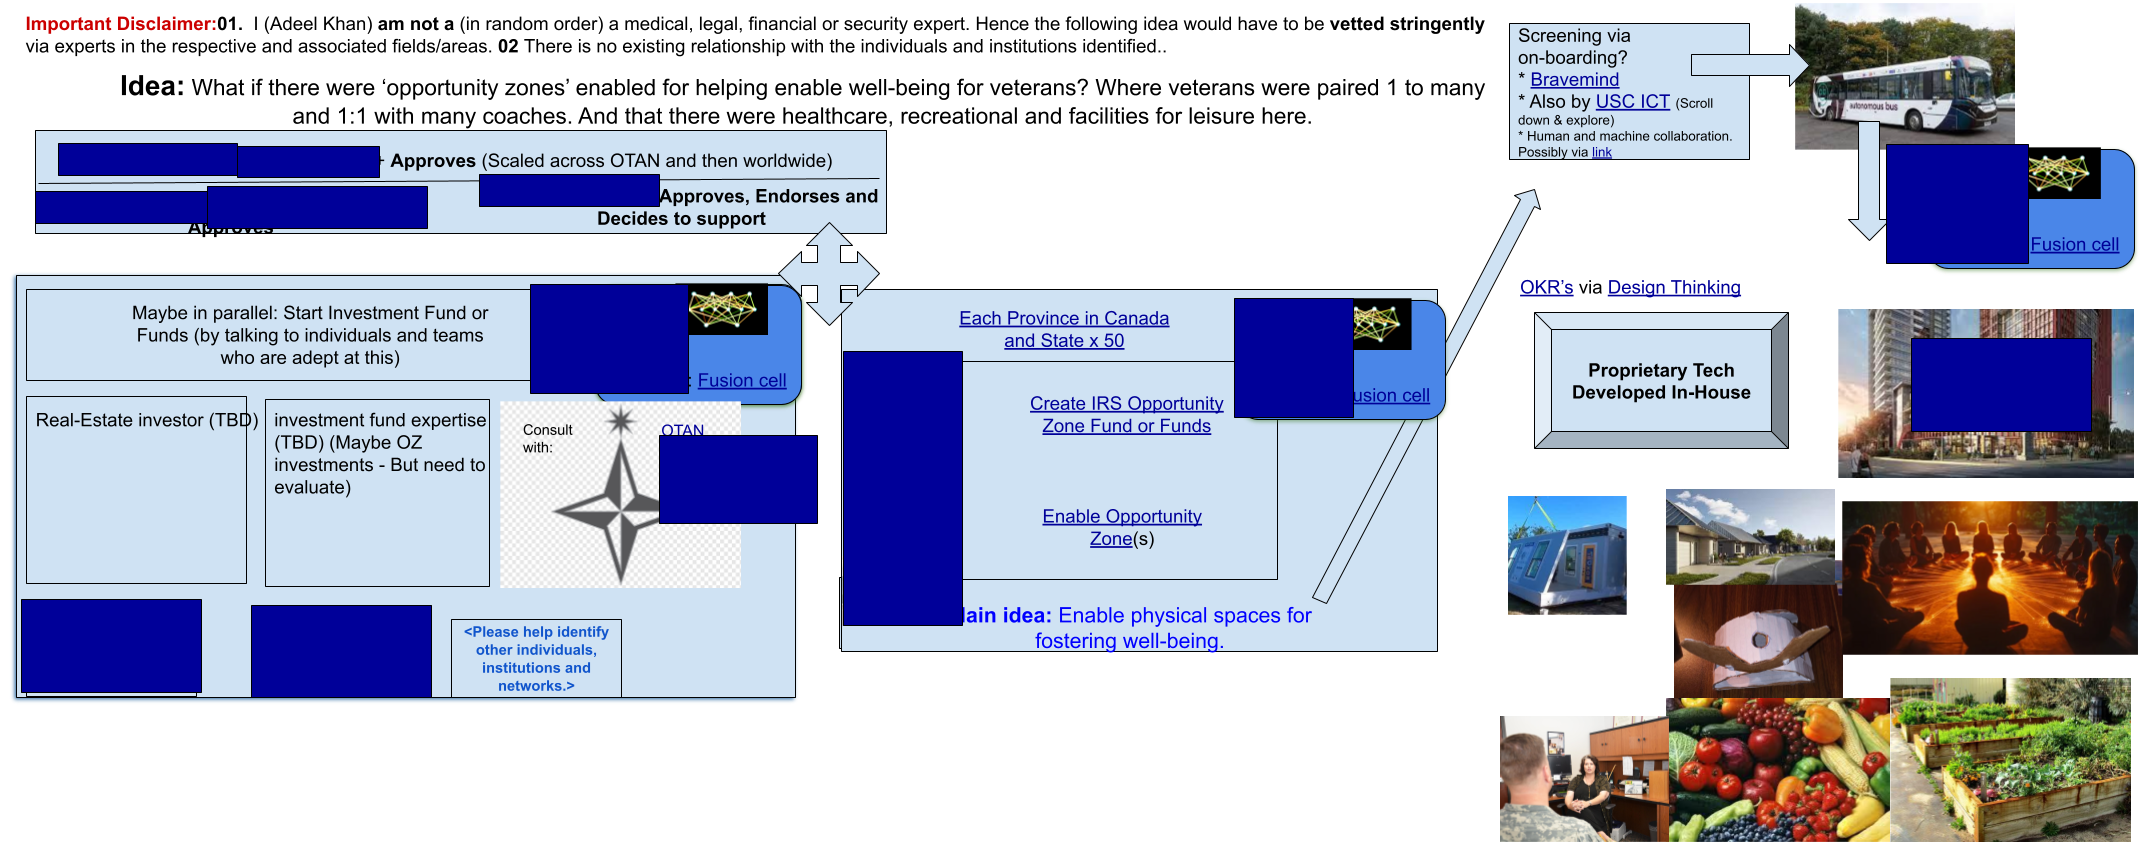 Important Disclaimer:01. I (Adeel Khan) am not a (in random order) a medical, legal, financial or security expert. Hence the following idea would have to be vetted stringently
via experts in the respective and associated fields/areas. 02 There is no existing relationship with the individuals and institutions identified..
Idea: What if there were ‘opportunity zones’ enabled for helping enable well-being for veterans? Where veterans were paired 1 to many
and 1:1 with many coaches. And that there were healthcare, recreational and facilities for leisure here.
Approves (Scaled across OTAN and then worldwide)
Approves, Endorses and
Decides to support
Approves
Maybe in parallel: Start Investment Fund or
Funds (by talking to individuals and teams
who are adept at this)
: Fusion cell
Real-Estate investor (TBD)
investment fund expertise
(TBD) (Maybe OZ
investments - But need to
evaluate)
Consult
with:
OTAN
<Please help identify
other individuals,
institutions and
networks.>
Each Province in Canada
and State x 50
Fusion cell
Create IRS Opportunity
Zone Fund or Funds
Enable Opportunity
Zone(s)
ain idea: Enable physical spaces for
fostering well-being.
Screening via
on-boarding?
* Bravemind
* Also by USC ICT (Scroll
down & explore)
* Human and machine collaboration.
Possibly via link
autonomous bus
Fusion cell
OKR's via Design Thinking
Proprietary Tech
Developed In-House